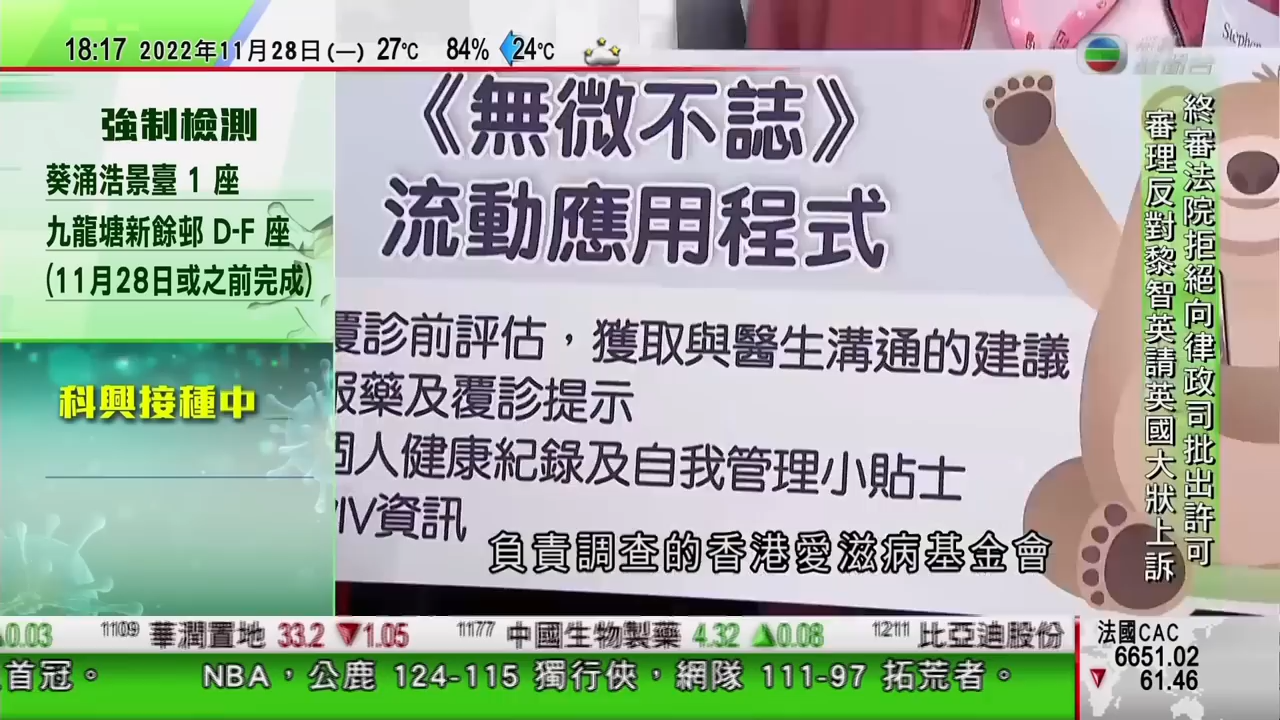 18:17 2022年11月28日(一) 27℃ 84% 24℃
強制檢測
葵涌浩景臺 1 座
九龍塘新餘邨 D-F 座
(11月28日或之前完成)
科興接種中
《無微不誌》
流動應用程式
覆診前評估，獲取與醫生溝通的建議
服藥及覆診提示
個人健康紀錄及自我管理小貼士
IV資訊
負責調查的香港愛滋病基金會
終審法院拒絕向律政司批出許可
審理反對黎智英請英國大狀上訴
Stephen
0.03 1109 華潤置地 33.2 ▼1.05 1177 中國生物製藥 4.32 ▲0.08 1211 比亞迪股份
首冠。 NBA，公鹿 124-115 獨行俠，網隊 111-97 拓荒者。
法國CAC
6651.02
▼ 61.46